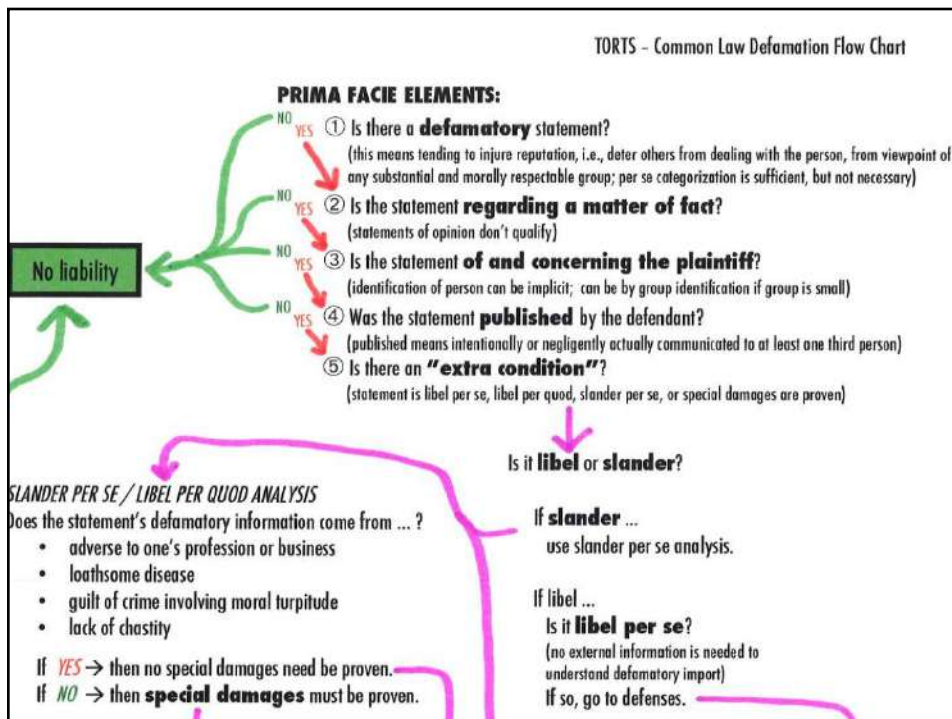 TORTS – Common Law Defamation Flow Chart
PRIMA FACIE ELEMENTS:
NO YES ① Is there a defamatory statement?
(this means tending to injure reputation, i.e., deter others from dealing with the person, from viewpoint of
any substantial and morally respectable group; per se categorization is sufficient, but not necessary)
NO YES ② Is the statement regarding a matter of fact?
(statements of opinion don't qualify)
NO YES ③ Is the statement of and concerning the plaintiff?
(identification of person can be implicit; can be by group identification if group is small)
NO YES ④ Was the statement published by the defendant?
(published means intentionally or negligently actually communicated to at least one third person)
⑤ Is there an "extra condition"?
(statement is libel per se, libel per quod, slander per se, or special damages are proven)
No liability
Is it libel or slander?
If slander ...
use slander per se analysis.
If libel ...
Is it libel per se?
(no external information is needed to
understand defamatory import)
If so, go to defenses.
SLANDER PER SE / LIBEL PER QUOD ANALYSIS
Does the statement's defamatory information come from ... ?
• adverse to one's profession or business
• loathsome disease
• guilt of crime involving moral turpitude
• lack of chastity
If YES → then no special damages need be proven.
If NO → then special damages must be proven.